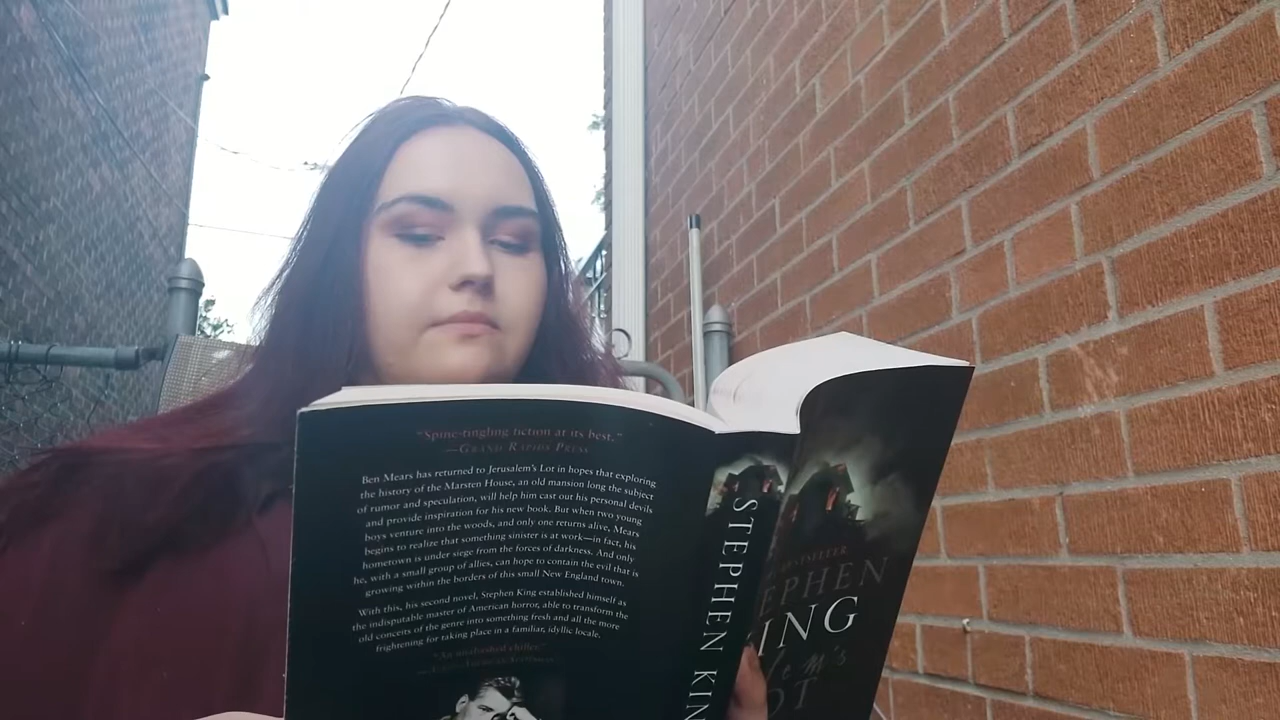 "Spine-tingling fiction at its best."
—GRAND RAPIDS PRESS
Ben Mears has returned to Jerusalem's Lot in hopes that exploring
the history of the Marsten House, an old mansion long the subject
of rumor and speculation, will help him cast out his personal devils
and provide inspiration for his new book. But when two young
boys venture into the woods, and only one returns alive, Mears
begins to realize that something sinister is at work—in fact, his
hometown is under siege from the forces of darkness. And only
he, with a small group of allies, can hope to contain the evil that is
growing within the borders of this small New England town.
With this, his second novel, Stephen King established himself as
the indisputable master of American horror, able to transform the
old conceits of the genre into something fresh and all the more
frightening for taking place in a familiar, idyllic locale.
chiller."
STEPHEN KIN
BESTSELLER
EPHEN
ING
lem's
OT